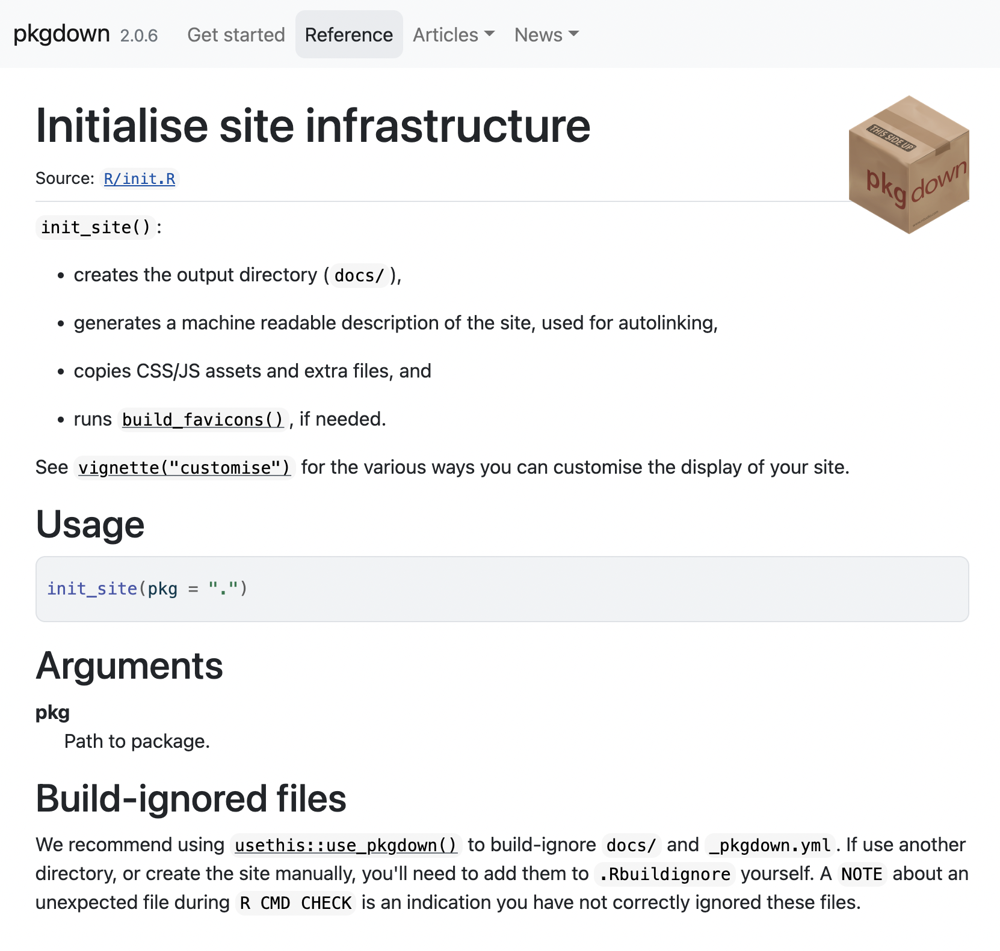 pkgdown 2.0.6 Get started Reference Articles News
Initialise site infrastructure
THIS SIDE UP
pkgdown
Source: R/init.R
init_site():
creates the output directory (docs/),
generates a machine readable description of the site, used for autolinking,
copies CSS/JS assets and extra files, and
runs build_favicons(), if needed.
See vignette("customise") for the various ways you can customise the display of your site.
Usage
init_site(pkg = ".")
Arguments
pkg
Path to package.
Build-ignored files
We recommend using usethis::use_pkgdown() to build-ignore docs/ and _pkgdown.yml. If use another
directory, or create the site manually, you'll need to add them to .Rbuildignore yourself. A NOTE about an
unexpected file during R CMD CHECK is an indication you have not correctly ignored these files.